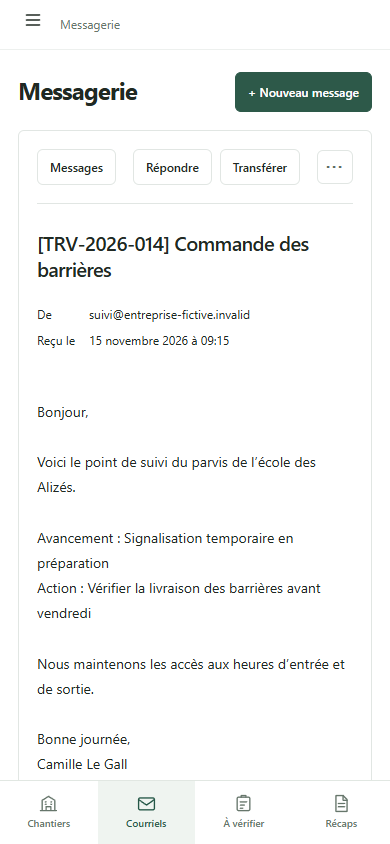 Messagerie
Messagerie
+ Nouveau message
Messages
Répondre
Transférer
···
[TRV-2026-014] Commande des
barrières
De suivi@entreprise-fictive.invalid
Reçu le 15 novembre 2026 à 09:15
Bonjour,
Voici le point de suivi du parvis de l’école des
Alizés.
Avancement : Signalisation temporaire en
préparation
Action : Vérifier la livraison des barrières avant
vendredi
Nous maintenons les accès aux heures d’entrée et
de sortie.
Bonne journée,
Camille Le Gall
Chantiers
Courriels
À vérifier
Récaps